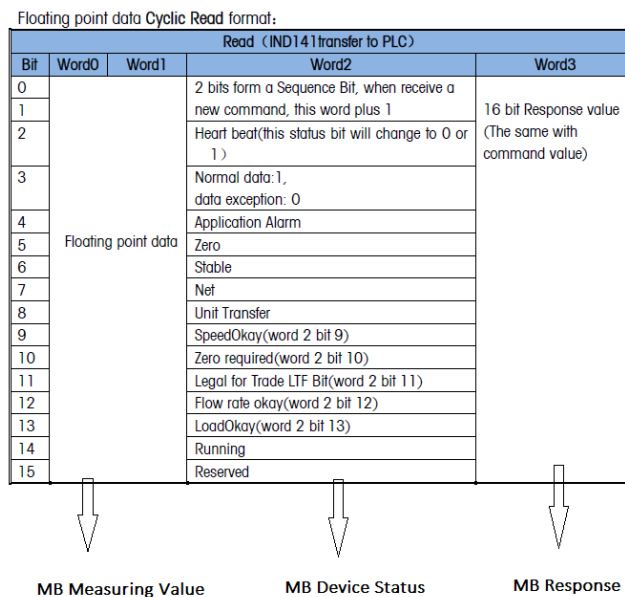 Floating point data Cyclic Read format:
Read（IND141transfer to PLC）
Bit Word0 Word1 Word2 Word3
0 2 bits form a Sequence Bit, when receive a
1 new command, this word plus 1
16 bit Response value
(The same with
command value)
2 Heart beat(this status bit will change to 0 or
1）
3 Normal data:1,
data exception: 0
4 Application Alarm
Floating point data
5 Zero
6 Stable
7 Net
8 Unit Transfer
9 SpeedOkay(word 2 bit 9)
10 Zero required(word 2 bit 10)
11 Legal for Trade LTF Bit(word 2 bit 11)
12 Flow rate okay(word 2 bit 12)
13 LoadOkay(word 2 bit 13)
14 Running
15 Reserved
MB Measuring Value MB Device Status MB Response